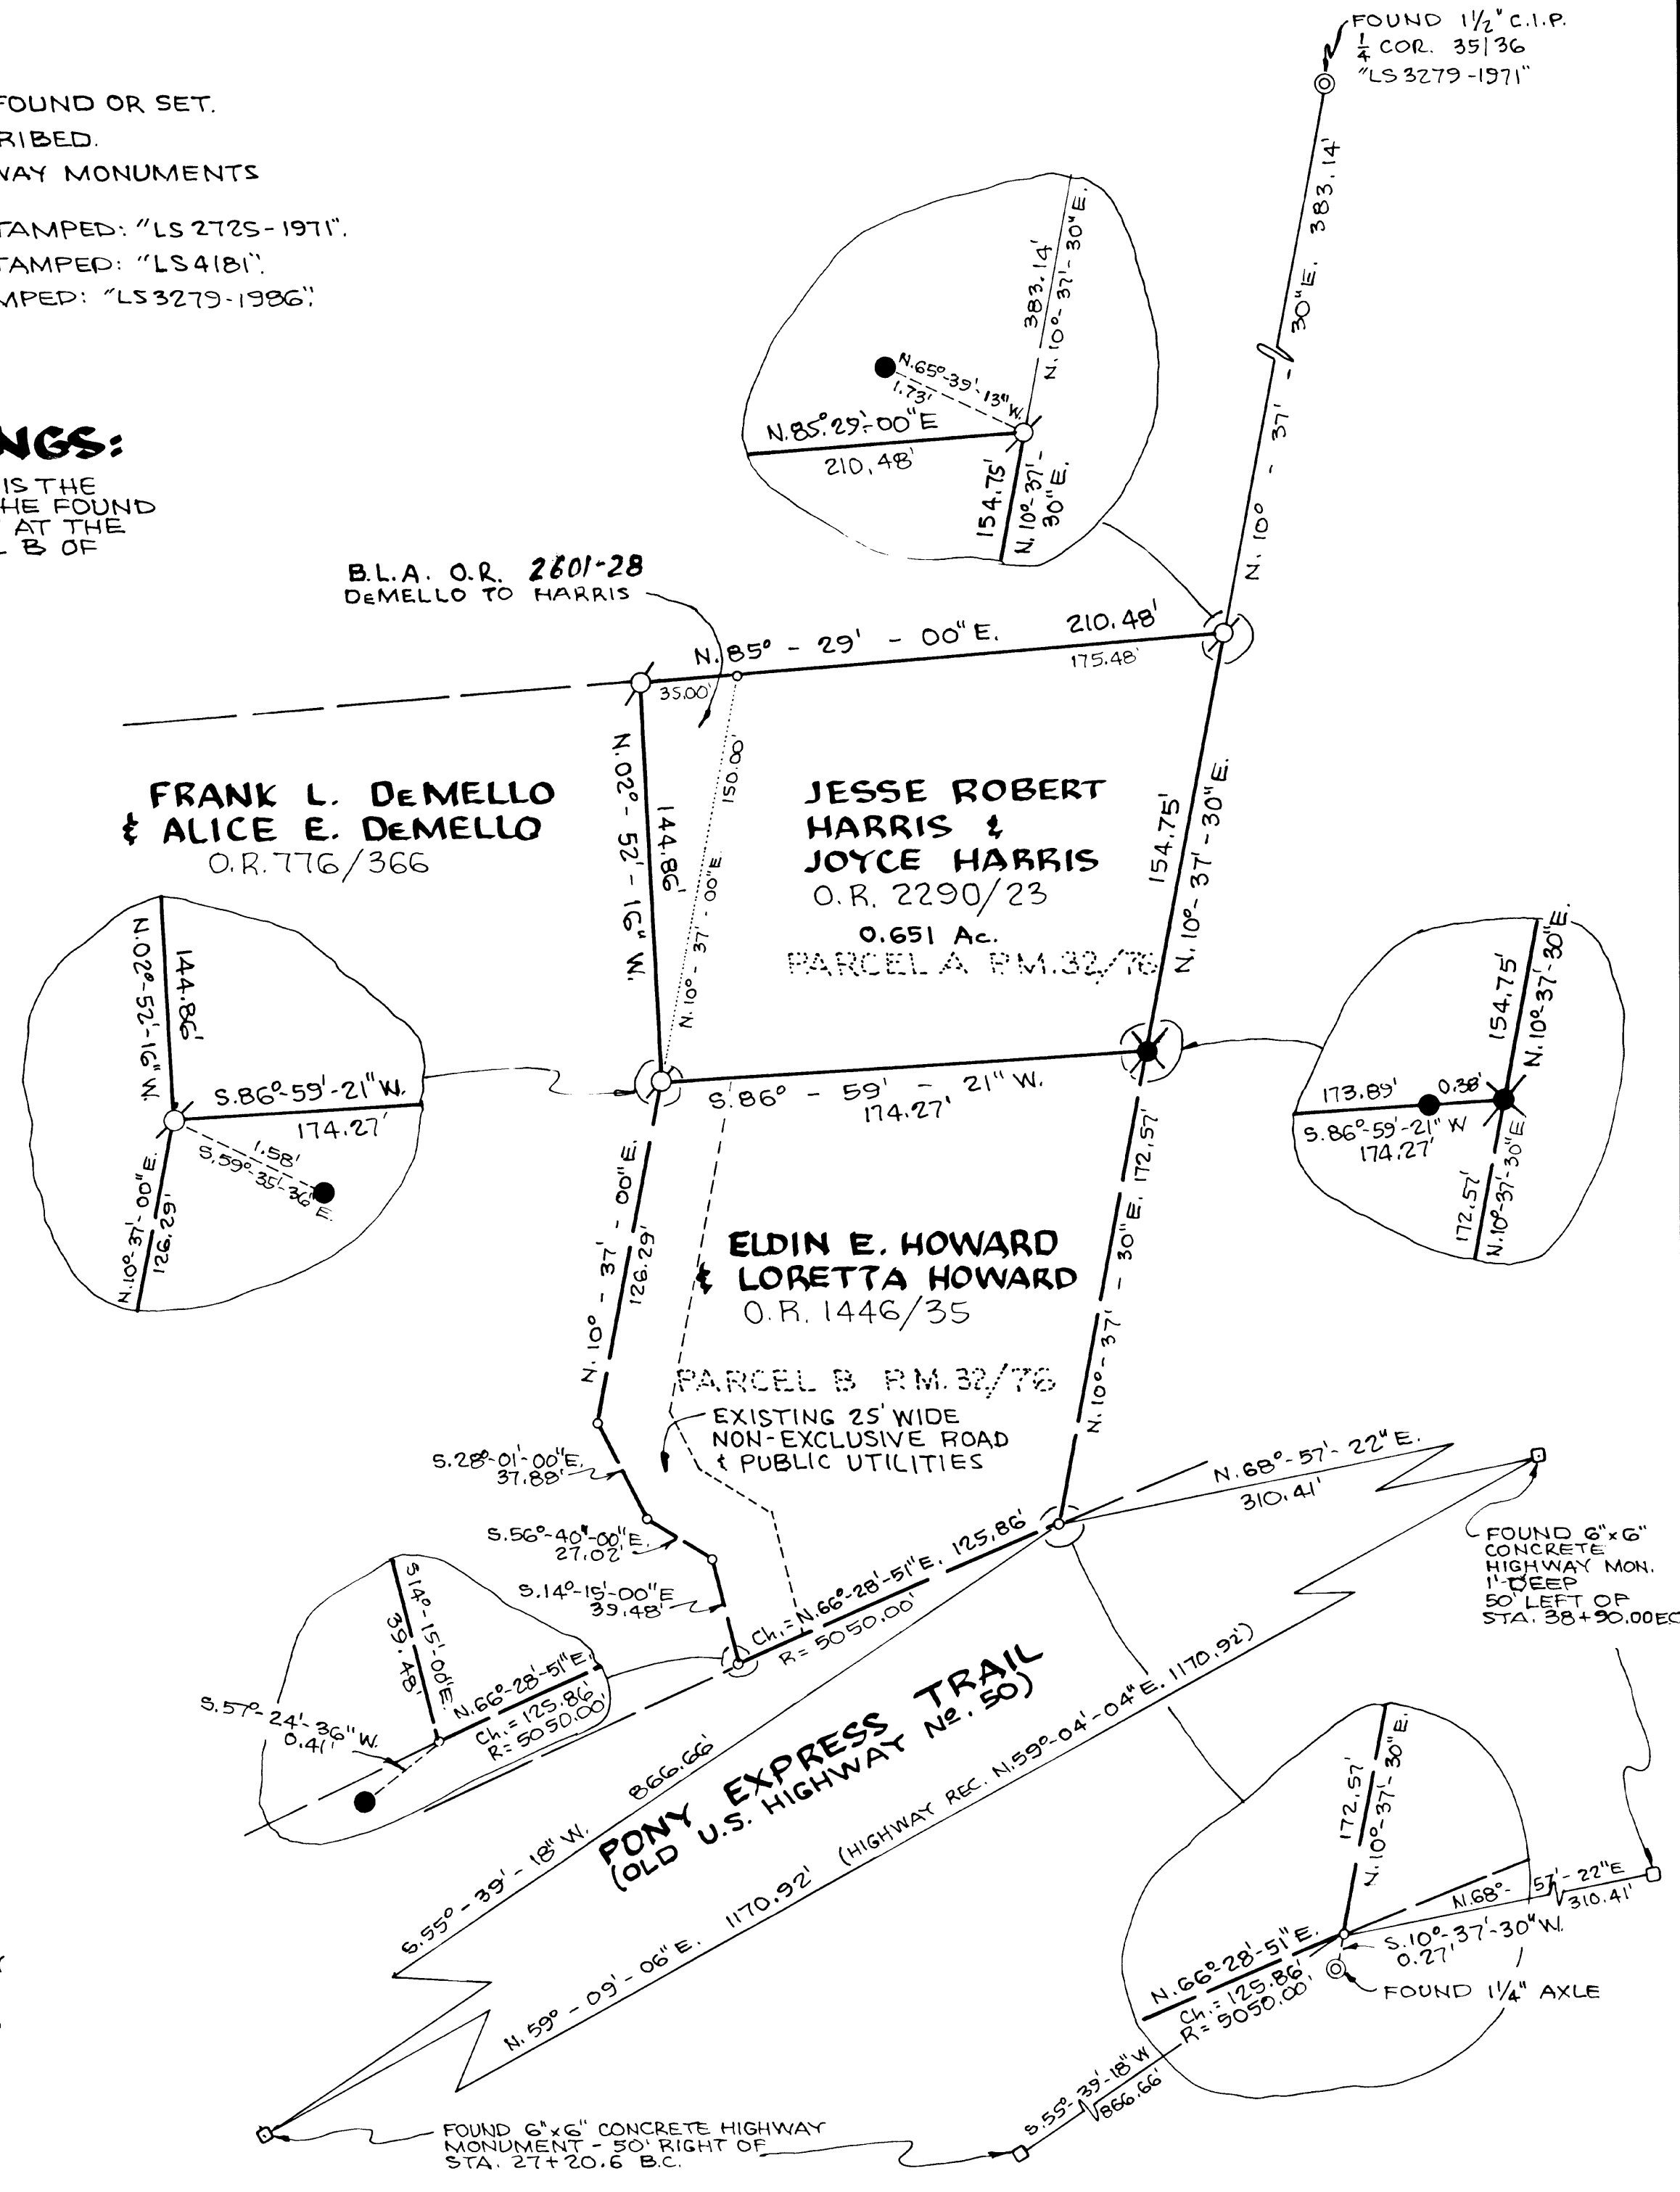 FOUND OR SET.
RIBED.
WAY MONUMENTS
TAMPED: "LS 2725-1971".
TAMPED: "LS4181".
MPED: "LS3279-1986".
NGS:
IS THE
HE FOUND
AT THE
L B OF
FOUND 1½" C.I.P.
¼ COR. 35|36
"LS 3279-1971"
N. 10° - 37' - 30"E. 383.14'
383.14'
N. 10°-37'-30"E.
N.65°-39'-13"W.
1.73'
N.85°29'-00"E
210.48'
154.75'
N. 10°-37'-
30"E.
B.L.A. O.R. 2601-28
DEMELLO TO HARRIS
N. 85° - 29' - 00"E. 210.48'
35.00' 175.48'
N.02° - 52' - 16" W.
144.86'
150.00'
N. 10° - 37' - 00"E.
FRANK L. DEMELLO
& ALICE E. DEMELLO
O.R. 776/366
JESSE ROBERT
HARRIS &
JOYCE HARRIS
O.R. 2290/23
0.651 Ac.
PARCEL A P.M.32/76
154.75'
N. 10°- 37' - 30"E.
N.02°-52'-16" W.
144.86'
S.86°-59'-21" W.
174.27'
1.58'
S.59°-35'-36" E.
N.10°-37'-00"E.
126.29'
S.86° - 59' - 21" W.
174.27'
154.75'
N.10°-37'-30"E.
173.89' 0.38'
S.86°-59'-21" W
174.27'
172.57'
N.10°-37'-30"E
N. 10° - 37' - 00"E.
126.29'
N.10°- 37' - 30"E. 172.57'
ELDIN E. HOWARD
& LORETTA HOWARD
O.R. 1446/35
PARCEL B P.M. 32/76
EXISTING 25' WIDE
NON-EXCLUSIVE ROAD
& PUBLIC UTILITIES
S.28°-01'-00"E.
37.88'
S.56°-40"-00"E.
27.02'
S.14°-15'-00"E
39.48'
Ch.= N.66°-28'-51"E. 125.86'
R= 5050.00'
N.68°-57'-22"E.
310.41'
FOUND 6"x6"
CONCRETE
HIGHWAY MON.
1'-DEEP
50' LEFT OF
STA. 38+90.00EC
S14°-15'-00"E.
39.48'
N.66°-28'-51"E.
Ch.= 125.86'
R= 5050.00'
S.57°-24'-36" W.
0.41'
S.55° - 39' - 18" W. 866.66'
PONY EXPRESS TRAIL
(OLD U.S. HIGHWAY No. 50)
N. 59° - 09' - 06"E. 1170.92' (HIGHWAY REC. N.59°-04'-04"E. 1170.92')
172.57'
N.10°-37'-30"E.
N.68°- 57'-22"E
310.41'
S.10°-37'-30"W.
0.27'
N.66°-28'-51"E.
Ch.= 125.86'
R= 5050.00'
FOUND 1¼" AXLE
S.55°-39'-18"W
866.66'
FOUND 6"x6" CONCRETE HIGHWAY
MONUMENT - 50' RIGHT OF
STA. 27+20.6 B.C.